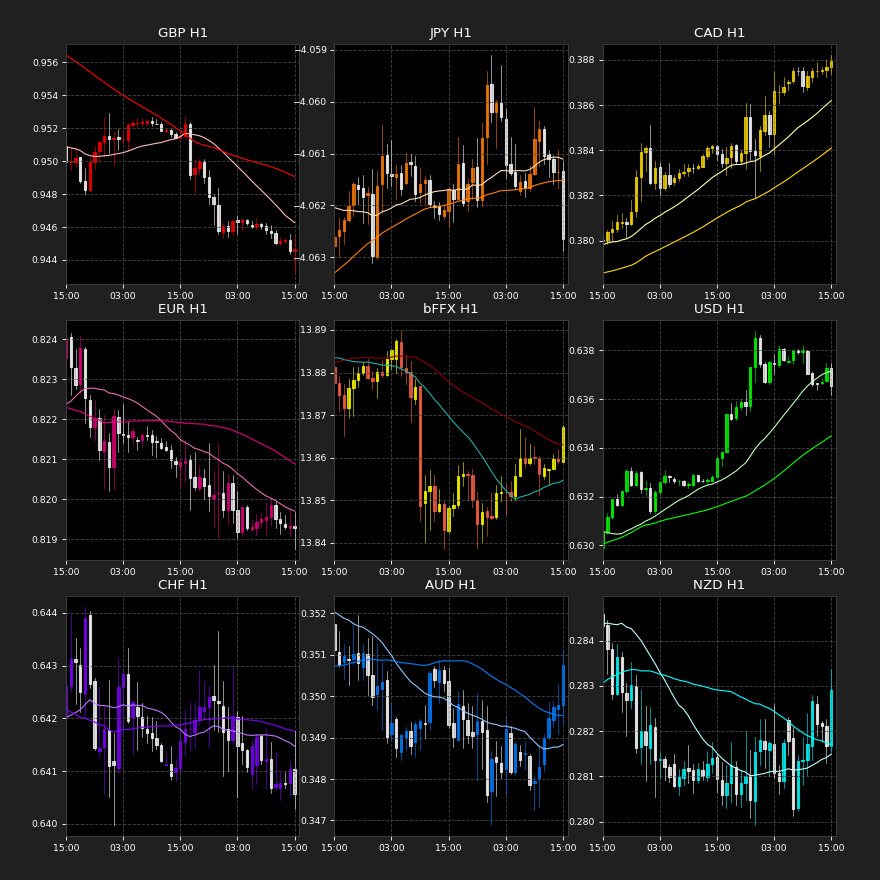 GBP H1
0.956
0.954
0.952
0.950
0.948
0.946
0.944
15:00 03:00 15:00 03:00 15:00
JPY H1
−4.059
−4.060
−4.061
−4.062
−4.063
15:00 03:00 15:00 03:00 15:00
CAD H1
0.388
0.386
0.384
0.382
0.380
15:00 03:00 15:00 03:00 15:00
EUR H1
0.824
0.823
0.822
0.821
0.820
0.819
15:00 03:00 15:00 03:00 15:00
bFFX H1
13.89
13.88
13.87
13.86
13.85
13.84
15:00 03:00 15:00 03:00 15:00
USD H1
0.638
0.636
0.634
0.632
0.630
15:00 03:00 15:00 03:00 15:00
CHF H1
0.644
0.643
0.642
0.641
0.640
15:00 03:00 15:00 03:00 15:00
AUD H1
0.352
0.351
0.350
0.349
0.348
0.347
15:00 03:00 15:00 03:00 15:00
NZD H1
0.284
0.283
0.282
0.281
0.280
15:00 03:00 15:00 03:00 15:00